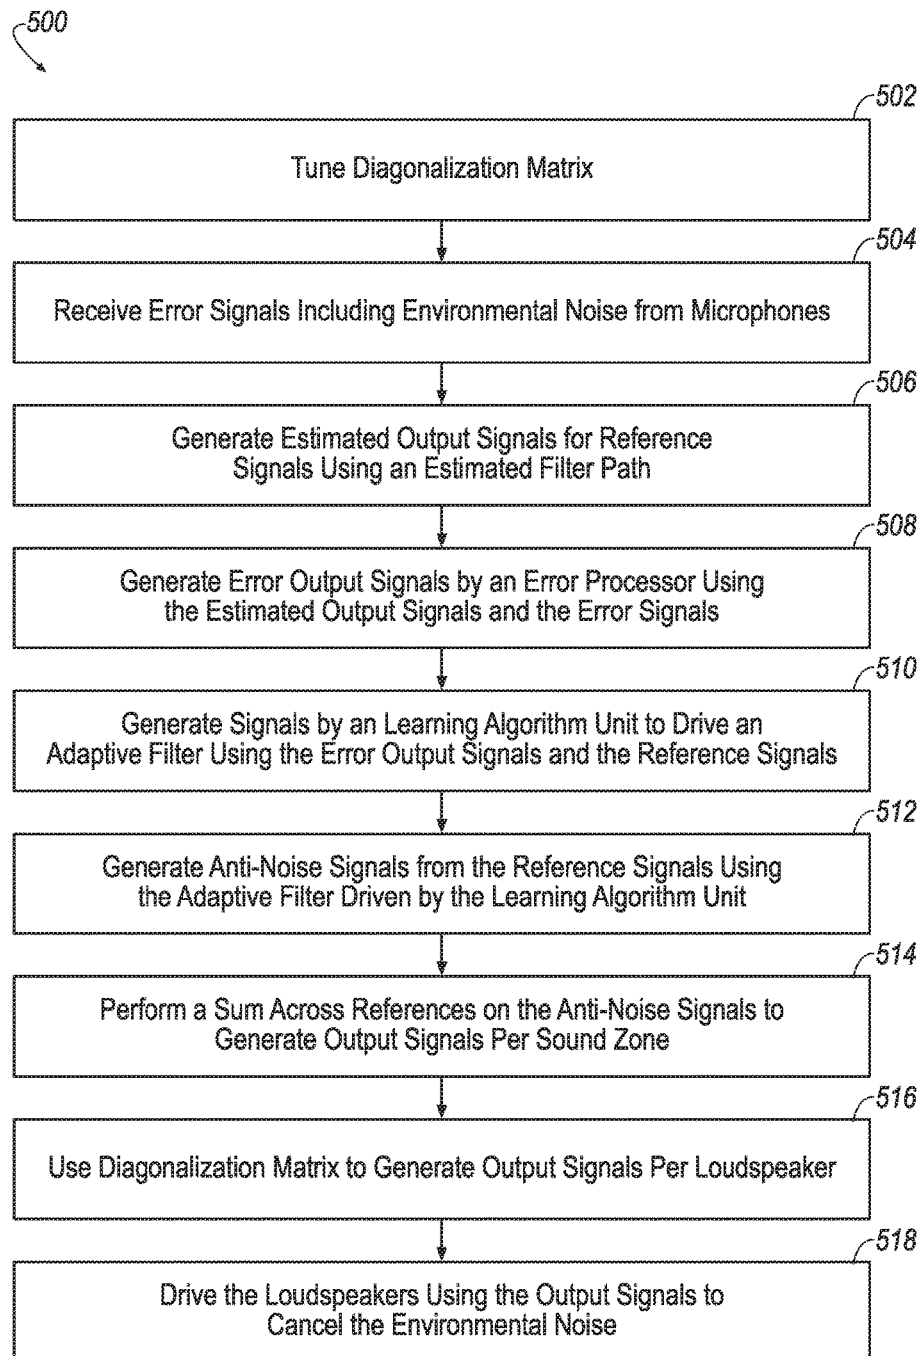 500
502
Tune Diagonalization Matrix
504
Receive Error Signals Including Environmental Noise from Microphones
506
Generate Estimated Output Signals for Reference
Signals Using an Estimated Filter Path
508
Generate Error Output Signals by an Error Processor Using
the Estimated Output Signals and the Error Signals
510
Generate Signals by an Learning Algorithm Unit to Drive an
Adaptive Filter Using the Error Output Signals and the Reference Signals
512
Generate Anti-Noise Signals from the Reference Signals Using
the Adaptive Filter Driven by the Learning Algorithm Unit
514
Perform a Sum Across References on the Anti-Noise Signals to
Generate Output Signals Per Sound Zone
516
Use Diagonalization Matrix to Generate Output Signals Per Loudspeaker
518
Drive the Loudspeakers Using the Output Signals to
Cancel the Environmental Noise